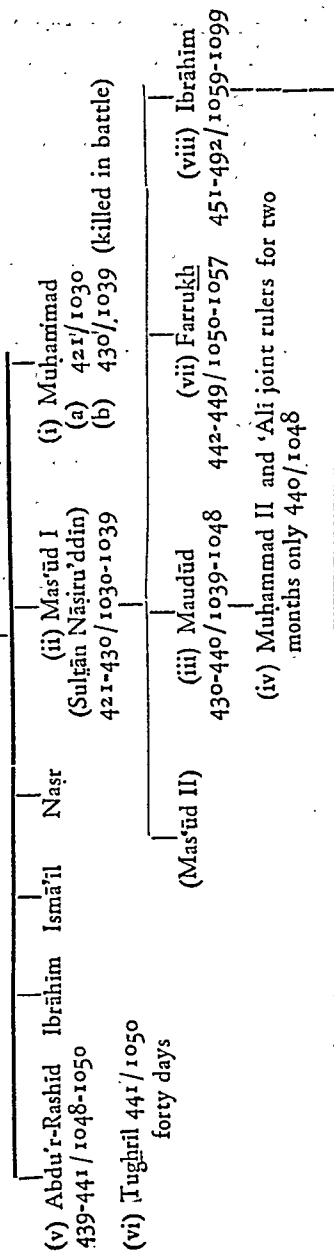 (v) Abdu'r-Rashid Ibrāhim Ismā'il Naṣr (ii) Mas'ūd I (i) Muḥammad
439-441/1048-1050 (Sulṭān Nāṣiru'ddin) (a) 421/1030
421-430/1030-1039 (b) 430/1039 (killed in battle)
(vi) Tughril 441/1050
forty days
(Mas'ūd II) (iii) Maudūd (vii) Farrukh (viii) Ibrāhim
430-440/1039-1048 442-449/1050-1057 451-492/1059-1099
(iv) Muḥammad II and 'Ali joint rulers for two
months only 440/1048